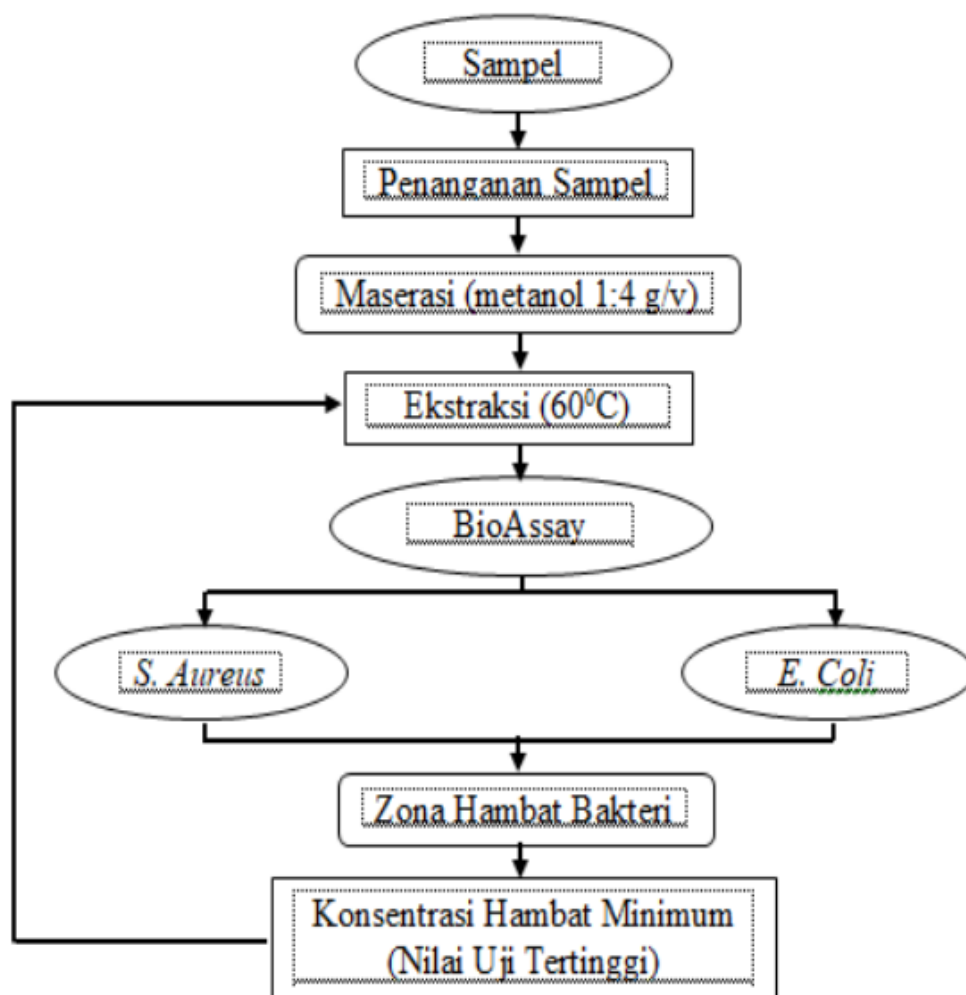 Sampel
Penanganan Sampel
Maserasi (metanol 1:4 g/v)
Ekstraksi (60⁰C)
BioAssay
S. Aureus
E. Coli
Zona Hambat Bakteri
Konsentrasi Hambat Minimum
(Nilai Uji Tertinggi)